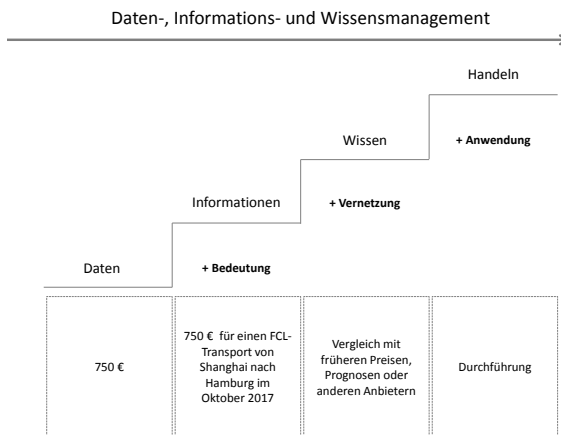 Daten-, Informations- und Wissensmanagement
Handeln
Wissen
+ Anwendung
Informationen
+ Vernetzung
Daten
+ Bedeutung
750 €
750 € für einen FCL-
Transport von
Shanghai nach
Hamburg im
Oktober 2017
Vergleich mit
früheren Preisen,
Prognosen oder
anderen Anbietern
Durchführung